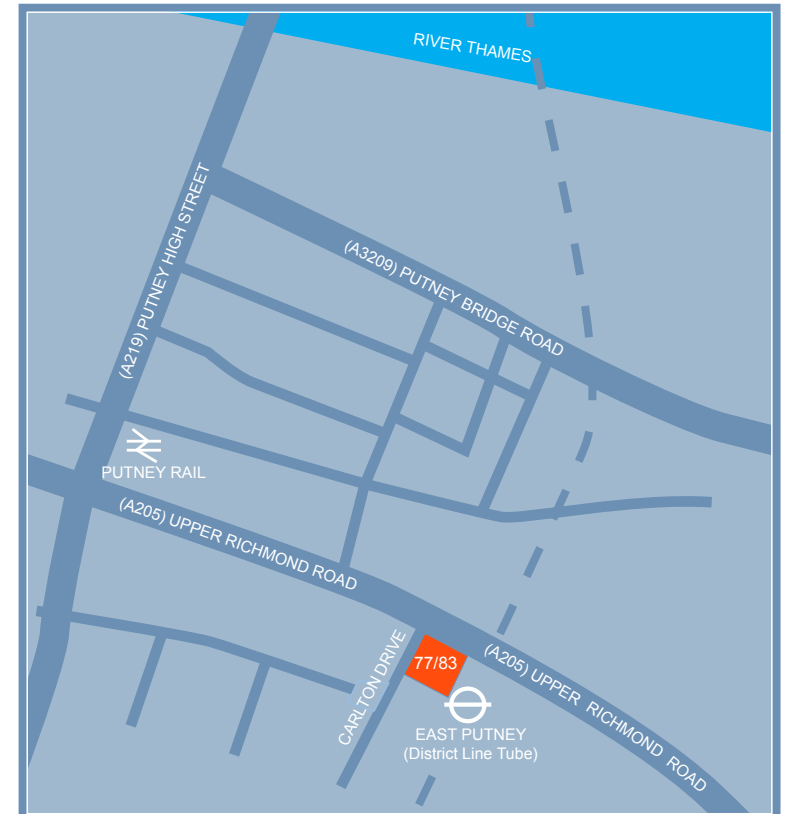 RIVER THAMES
(A219) PUTNEY HIGH STREET
(A3209) PUTNEY BRIDGE ROAD
PUTNEY RAIL
(A205) UPPER RICHMOND ROAD
CARLTON DRIVE
77/83
(A205) UPPER RICHMOND ROAD
EAST PUTNEY
(District Line Tube)